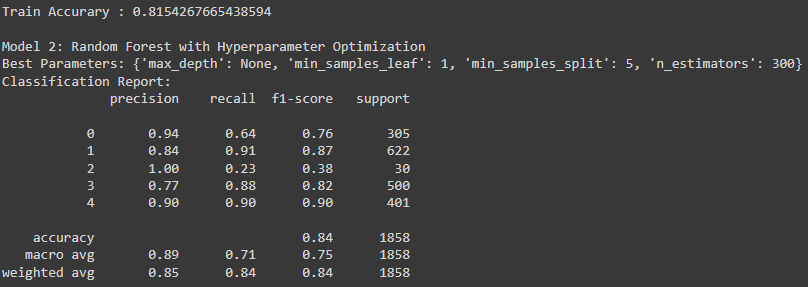 Train Accurary : 0.8154267665438594
Model 2: Random Forest with Hyperparameter Optimization
Best Parameters: {'max_depth': None, 'min_samples_leaf': 1, 'min_samples_split': 5, 'n_estimators': 300}
Classification Report:
precision recall f1-score support
0 0.94 0.64 0.76 305
1 0.84 0.91 0.87 622
2 1.00 0.23 0.38 30
3 0.77 0.88 0.82 500
4 0.90 0.90 0.90 401
accuracy 0.84 1858
macro avg 0.89 0.71 0.75 1858
weighted avg 0.85 0.84 0.84 1858